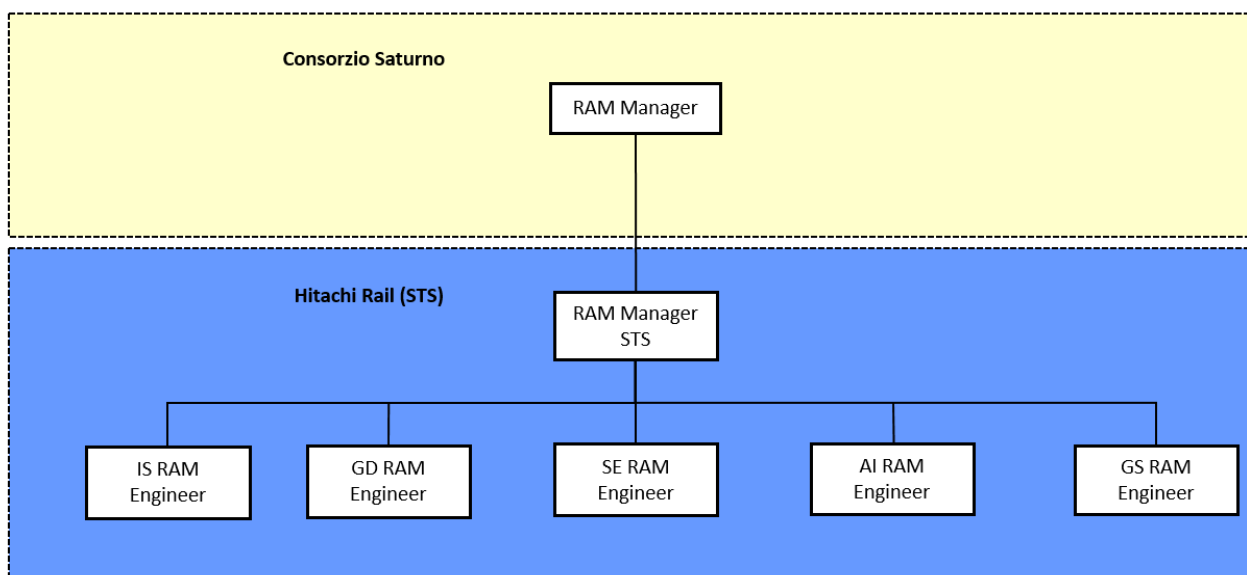 Consorzio Saturno
RAM Manager
Hitachi Rail (STS)
RAM Manager
STS
IS RAM
Engineer
GD RAM
Engineer
SE RAM
Engineer
AI RAM
Engineer
GS RAM
Engineer